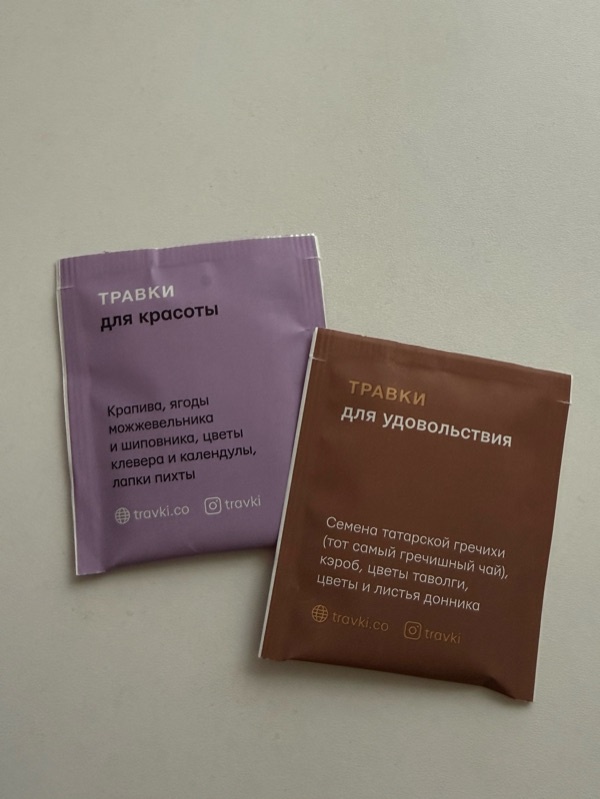 ТРАВКИ
для красоты
Крапива, ягоды
можжевельника
и шиповника, цветы
клевера и календулы,
лапки пихты
travki.co travki
ТРАВКИ
для удовольствия
Семена татарской гречихи
(тот самый гречишный чай),
кэроб, цветы таволги,
цветы и листья донника
travki.co travki